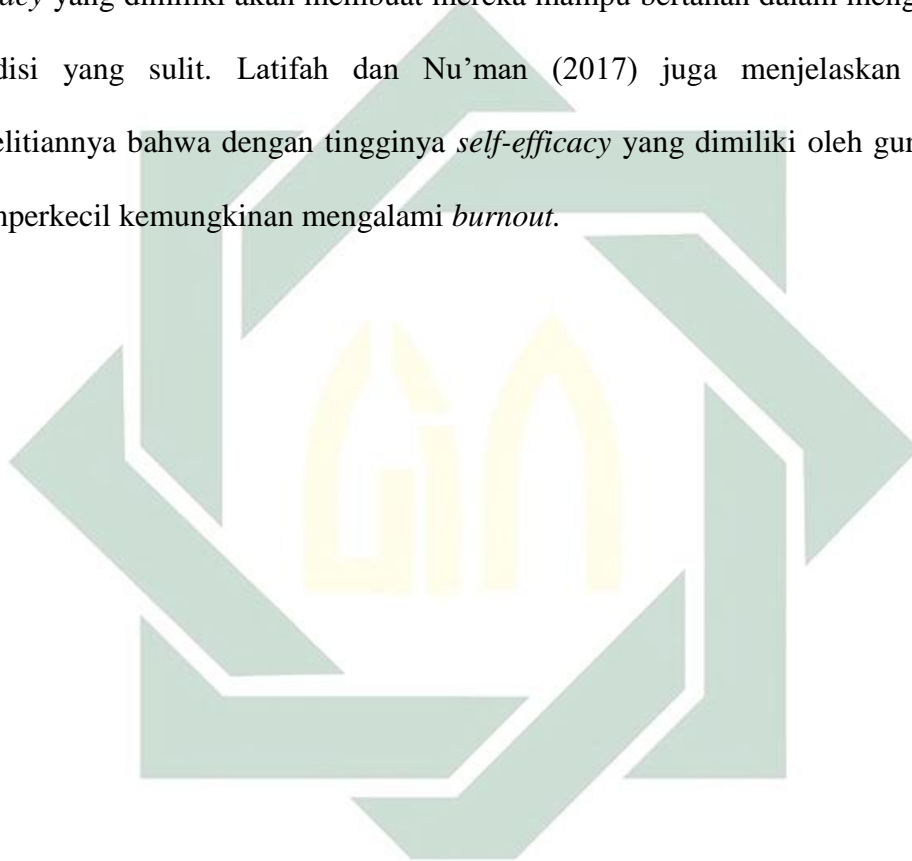 acy yang dimiliki akan membuat mereka mampu bertahan dalam meng
disi yang sulit. Latifah dan Nu’man (2017) juga menjelaskan
elitiannya bahwa dengan tingginya self-efficacy yang dimiliki oleh gur
nperkecil kemungkinan mengalami burnout.